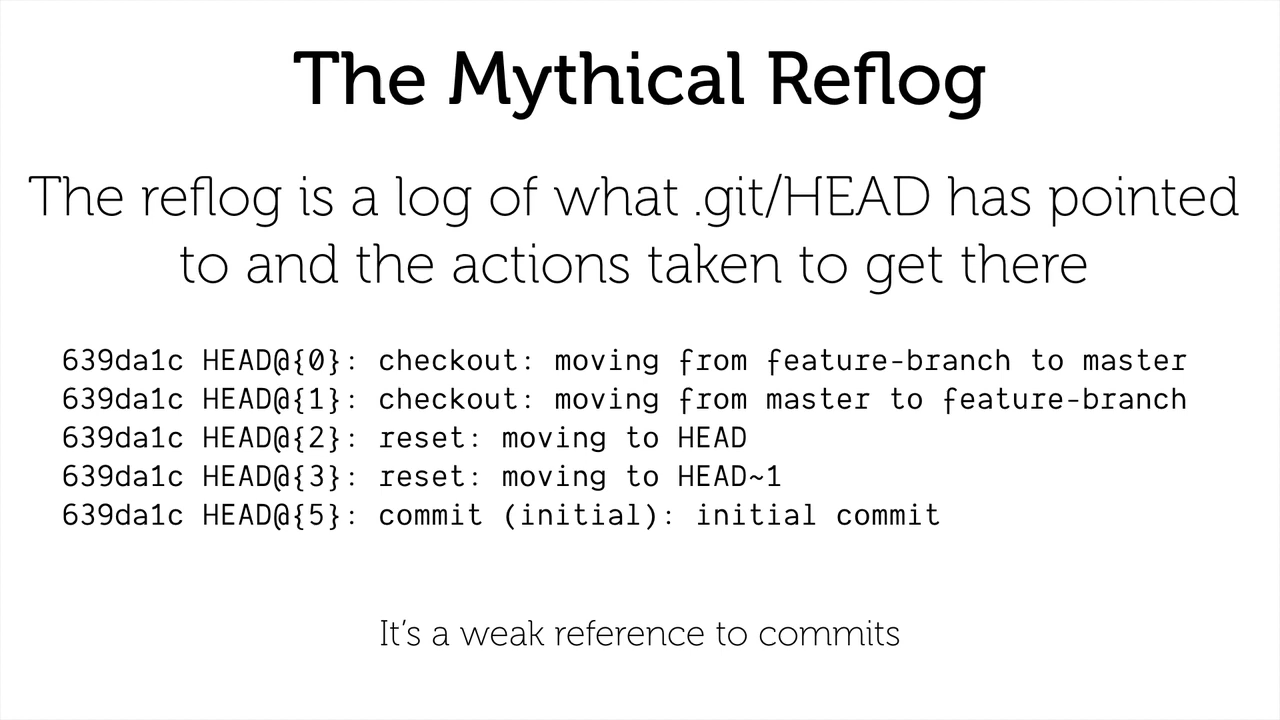 The Mythical Reflog
The reflog is a log of what .git/HEAD has pointed
to and the actions taken to get there
639da1c HEAD@{0}: checkout: moving from feature-branch to master
639da1c HEAD@{1}: checkout: moving from master to feature-branch
639da1c HEAD@{2}: reset: moving to HEAD
639da1c HEAD@{3}: reset: moving to HEAD~1
639da1c HEAD@{5}: commit (initial): initial commit
It’s a weak reference to commits